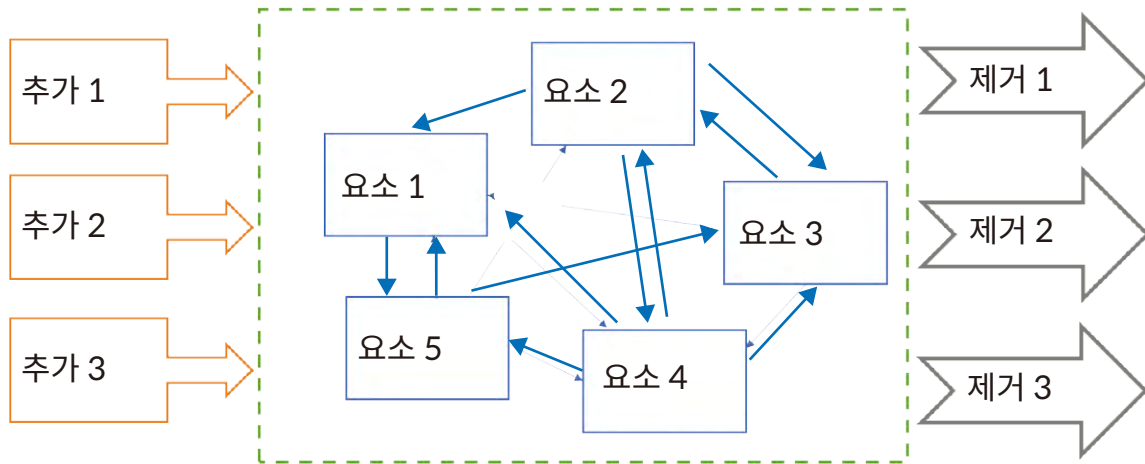 추가 1
추가 2
추가 3
요소 2
요소 1
요소 3
요소 5
요소 4
제거 1
제거 2
제거 3